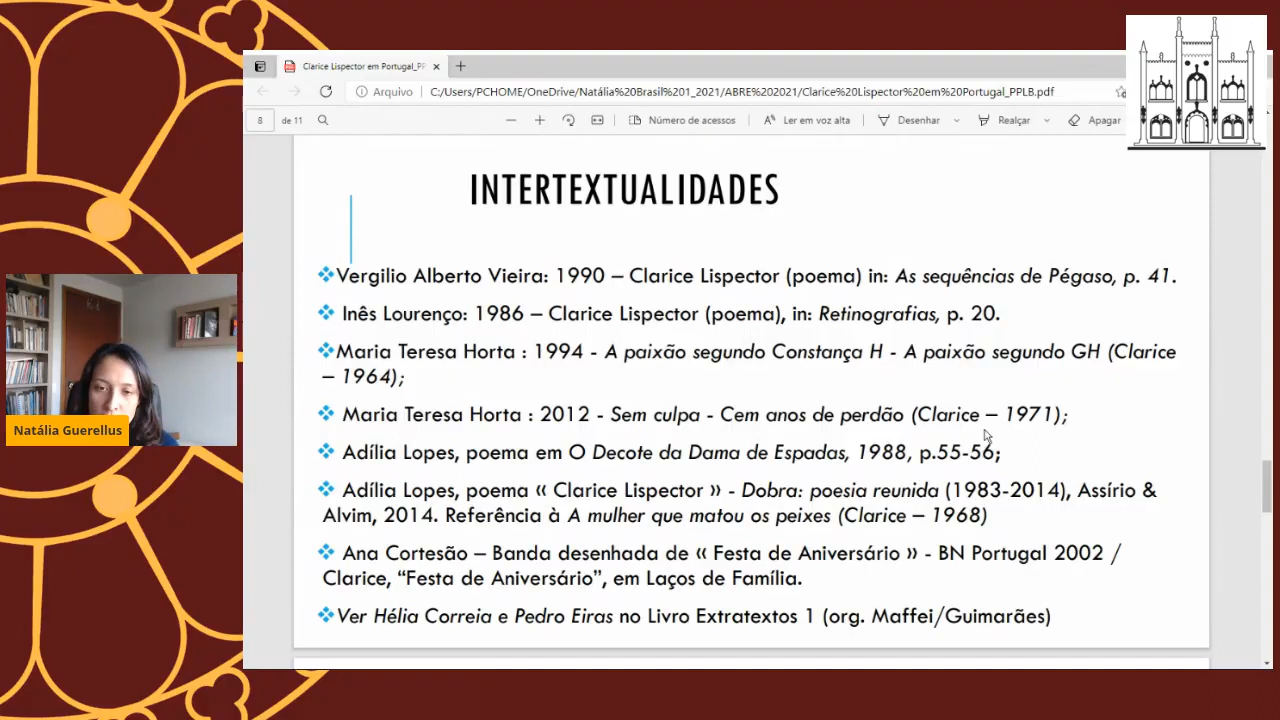 Clarice Lispector em Portugal_PP
Arquivo
C:/Users/PCHOME/OneDrive/Natália%20Brasil%201_2021/ABRE%202021/Clarice%20Lispector%20em%20Portugal_PPLB.pdf
8 de 11
Número de acessos
Ler em voz alta
Desenhar
Realçar
Apagar
INTERTEXTUALIDADES
❖Vergilio Alberto Vieira: 1990 – Clarice Lispector (poema) in: As sequências de Pégaso, p. 41.
❖ Inês Lourenço: 1986 – Clarice Lispector (poema), in: Retinografias, p. 20.
❖Maria Teresa Horta : 1994 - A paixão segundo Constança H - A paixão segundo GH (Clarice
– 1964);
❖ Maria Teresa Horta : 2012 - Sem culpa - Cem anos de perdão (Clarice – 1971);
❖ Adília Lopes, poema em O Decote da Dama de Espadas, 1988, p.55-56;
❖ Adília Lopes, poema « Clarice Lispector » - Dobra: poesia reunida (1983-2014), Assírio &
Alvim, 2014. Referência à A mulher que matou os peixes (Clarice – 1968)
❖ Ana Cortesão – Banda desenhada de « Festa de Aniversário » - BN Portugal 2002 /
Clarice, “Festa de Aniversário”, em Laços de Família.
❖Ver Hélia Correia e Pedro Eiras no Livro Extratextos 1 (org. Maffei/Guimarães)
Natália Guerellus